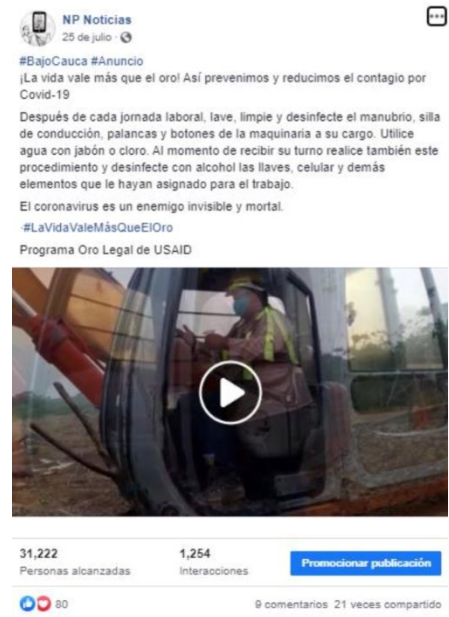 NP Noticias
25 de julio ·
#BajoCauca #Anuncio
¡La vida vale más que el oro! Así prevenimos y reducimos el contagio por
Covid-19
Después de cada jornada laboral, lave, limpie y desinfecte el manubrio, silla
de conducción, palancas y botones de la maquinaria a su cargo. Utilice
agua con jabón o cloro. Al momento de recibir su turno realice también este
procedimiento y desinfecte con alcohol las llaves, celular y demás
elementos que le hayan asignado para el trabajo.
El coronavirus es un enemigo invisible y mortal.
·#LaVidaValeMásQueElOro
Programa Oro Legal de USAID
31,222 1,254
Personas alcanzadas Interacciones
Promocionar publicación
80 9 comentarios 21 veces compartido